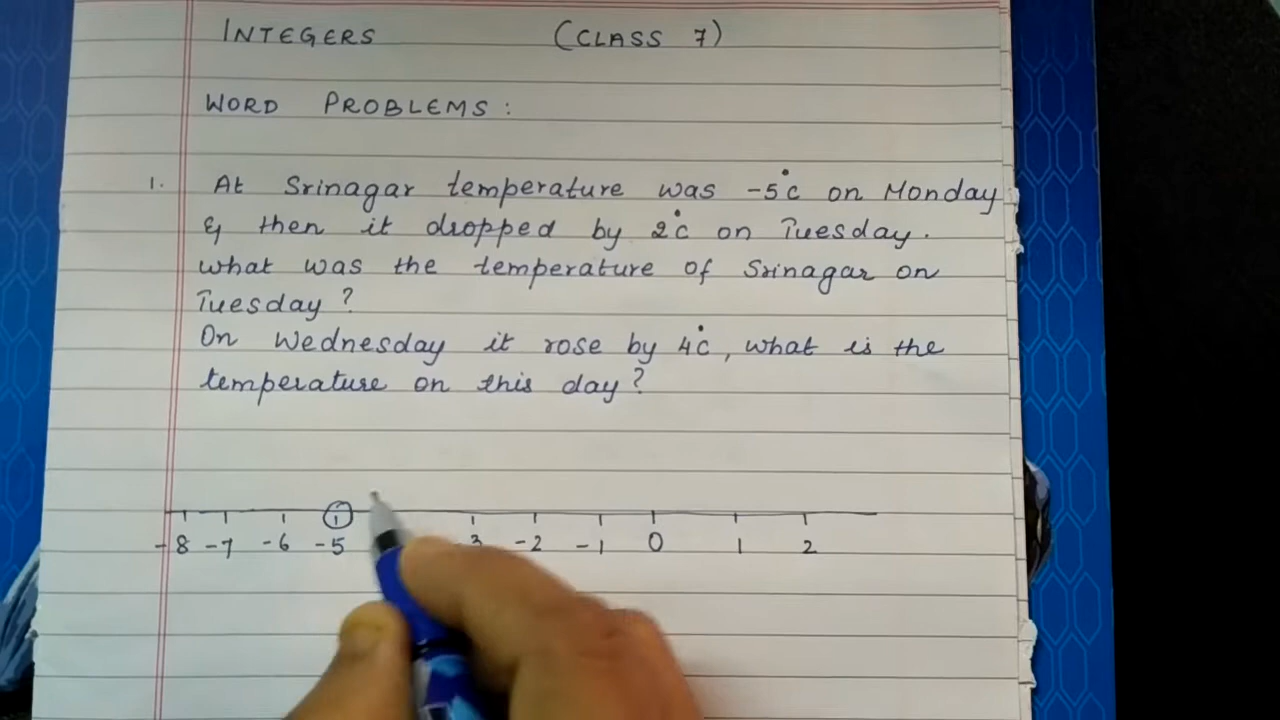 INTEGERS (CLASS 7)
WORD PROBLEMS:
1. At Srinagar temperature was -5°C on Monday
& then it dropped by 2°C on Tuesday.
What was the temperature of Srinagar on
Tuesday?
On Wednesday it rose by 4°C, what is the
temperature on this day?
-8 -7 -6 -5 -3 -2 -1 0 1 2